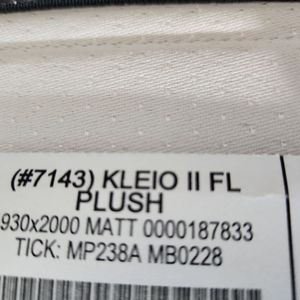 (#7143) KLEIO II FL
PLUSH
930x2000 MATT 0000187833
TICK: MP238A MB0228